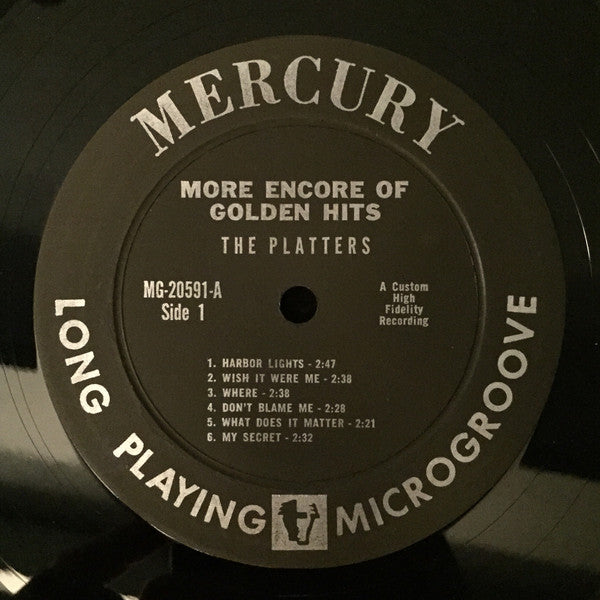 MERCURY
MORE ENCORE OF
GOLDEN HITS
THE PLATTERS
MG-20591-A
Side 1
A Custom
High
Fidelity
Recording
1. HARBOR LIGHTS - 2:47
2. WISH IT WERE ME - 2:38
3. WHERE - 2:38
4. DON'T BLAME ME - 2:28
5. WHAT DOES IT MATTER - 2:21
6. MY SECRET - 2:32
LONG PLAYING MICROGROOVE